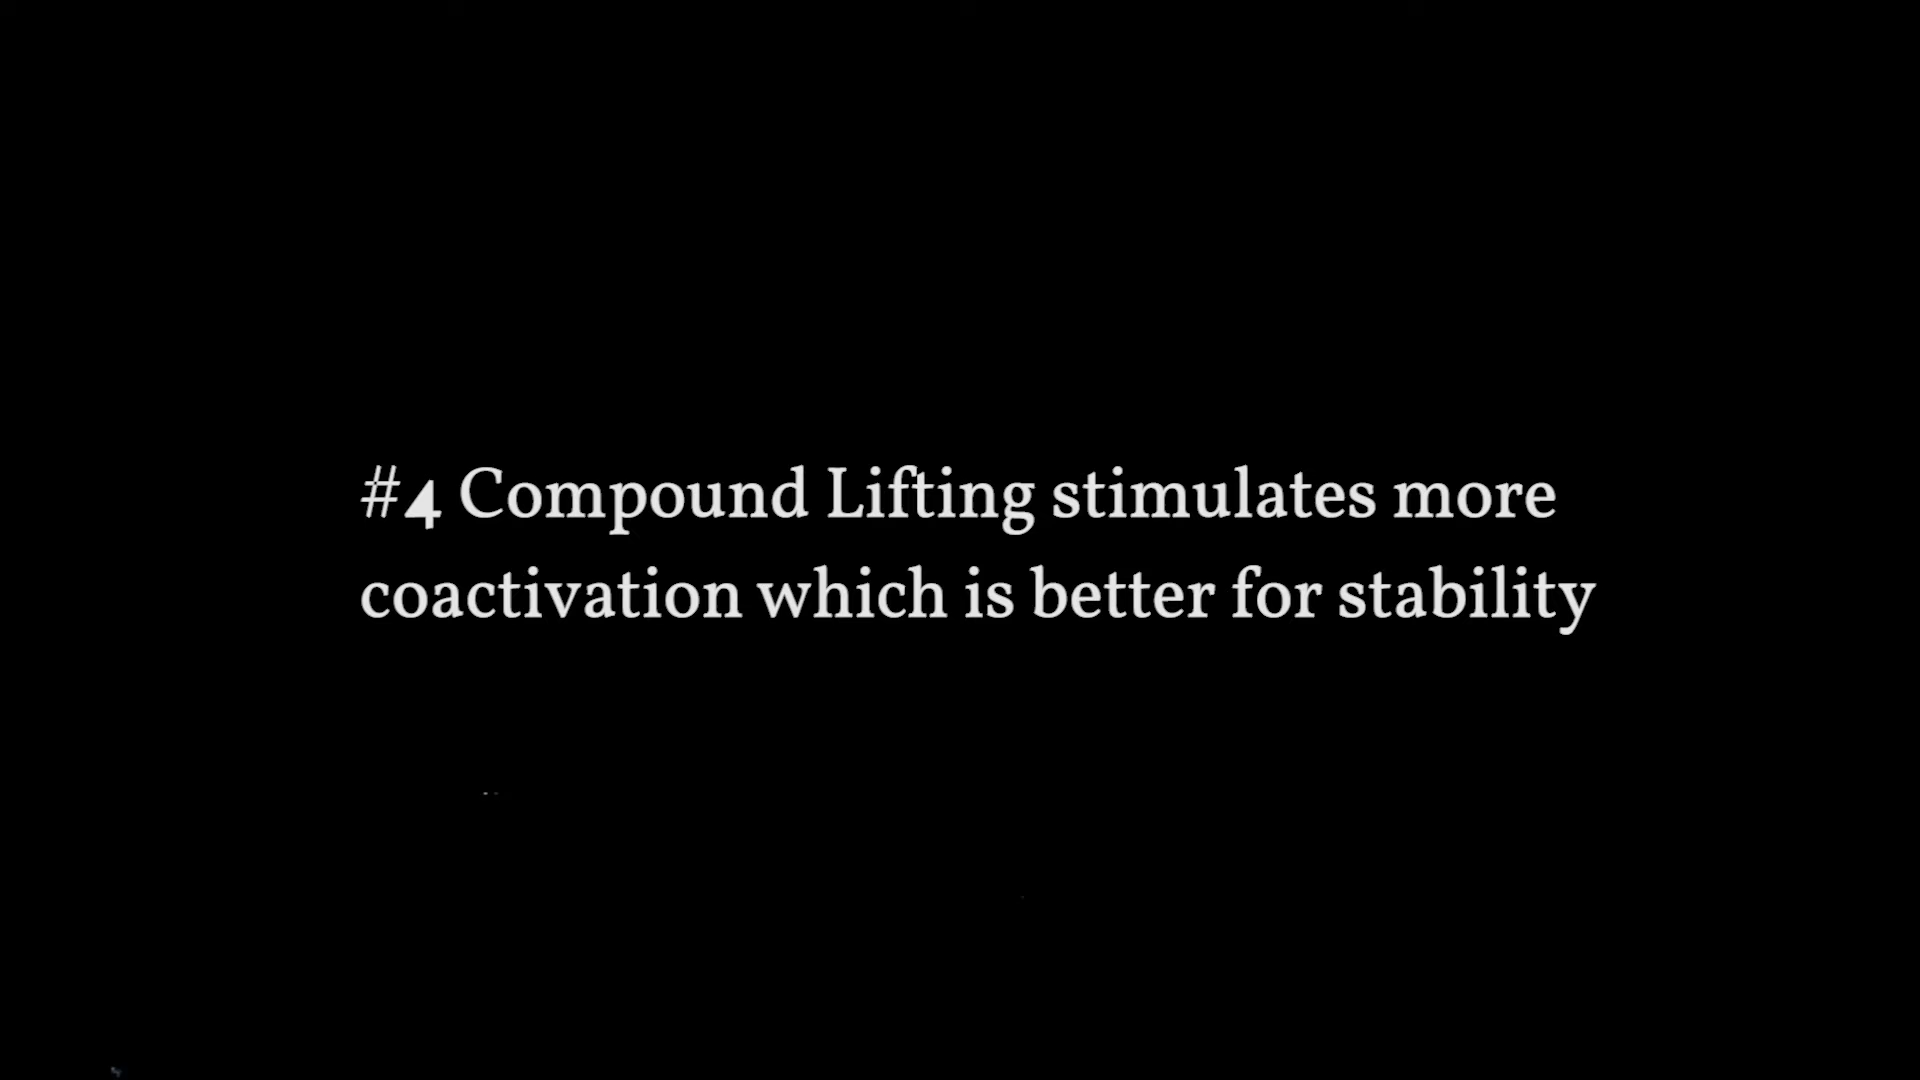 #4 Compound Lifting stimulates more
coactivation which is better for stability